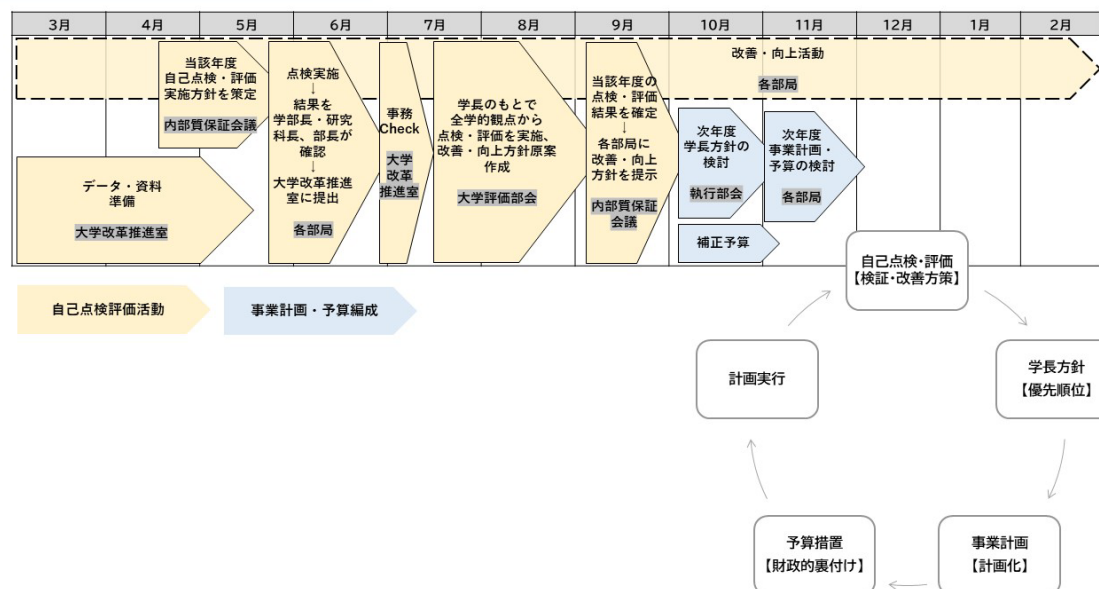 3月 4月 5月 6月 7月 8月 9月 10月 11月 12月 1月 2月
改善・向上活動
各部局
当該年度
自己点検・評価
実施方針を策定
内部質保証会議
データ・資料
準備
大学改革推進室
点検実施
↓
結果を
学部長・研究
科長、部長が
確認
↓
大学改革推進
室に提出
各部局
事務
Check
大学
改革
推進室
学長のもとで
全学的観点から
点検・評価を実施、
改善・向上方針原案
作成
大学評価部会
当該年度の
点検・評価
結果を確定
↓
各部局に
改善・向上
方針を提示
内部質保証
会議
次年度
学長方針の
検討
執行部会
補正予算
次年度
事業計画・
予算の検討
各部局
自己点検評価活動
事業計画・予算編成
自己点検・評価
【検証・改善方策】
学長方針
【優先順位】
事業計画
【計画化】
予算措置
【財政的裏付け】
計画実行